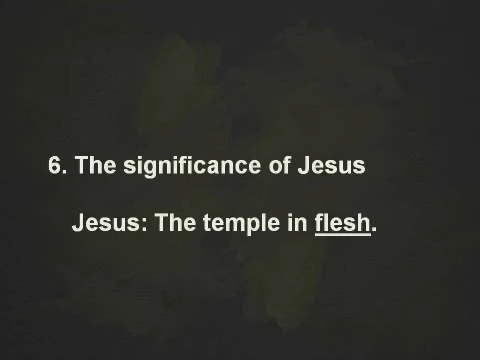 6. The significance of Jesus
Jesus: The temple in flesh.